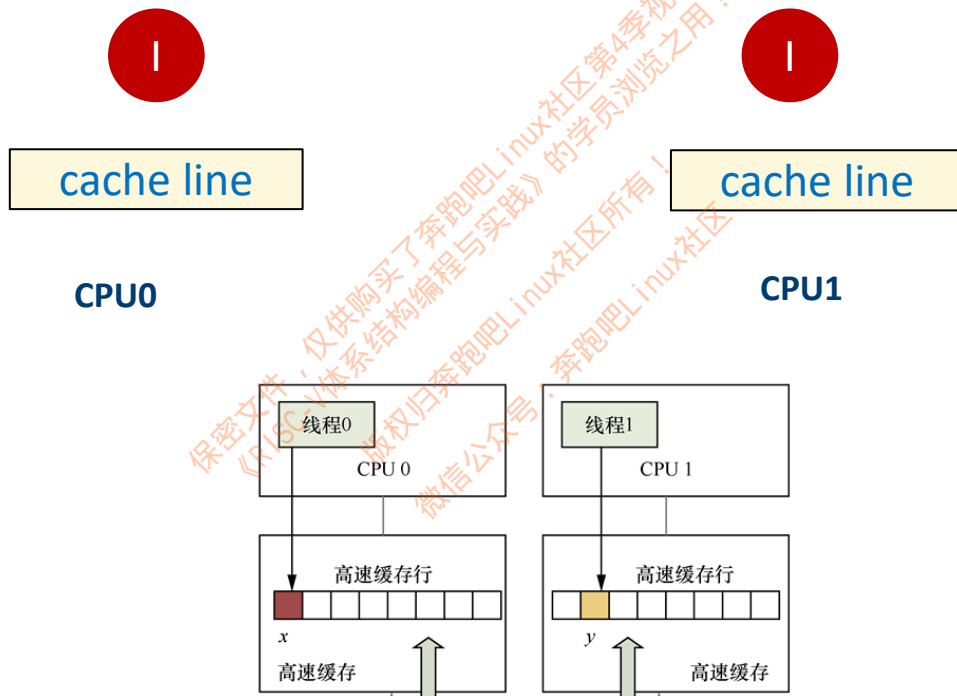 I
I
cache line
cache line
CPU0
CPU1
保密文件，仅供购买了奔跑吧Linux社区第4季视
《RISC-V体系结构编程与实践》的学员浏览之用！
版权归奔跑吧Linux社区所有！
微信公众号：奔跑吧Linux社区
线程0
线程1
CPU 0
CPU 1
高速缓存行
高速缓存行
x
y
高速缓存
高速缓存